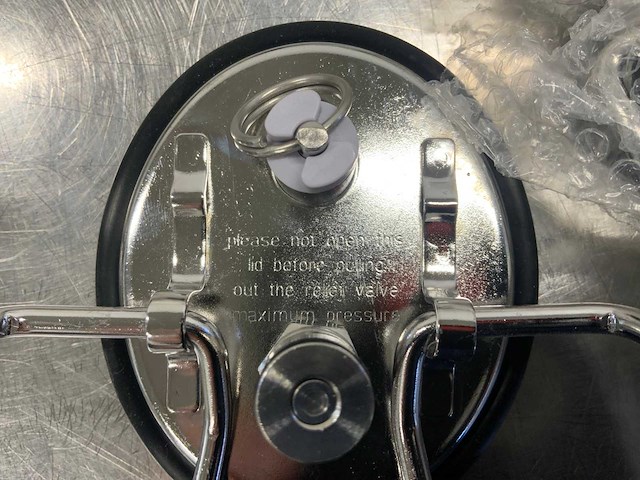 please not open this
lid before pulling
out the relief valve
maximum pressure